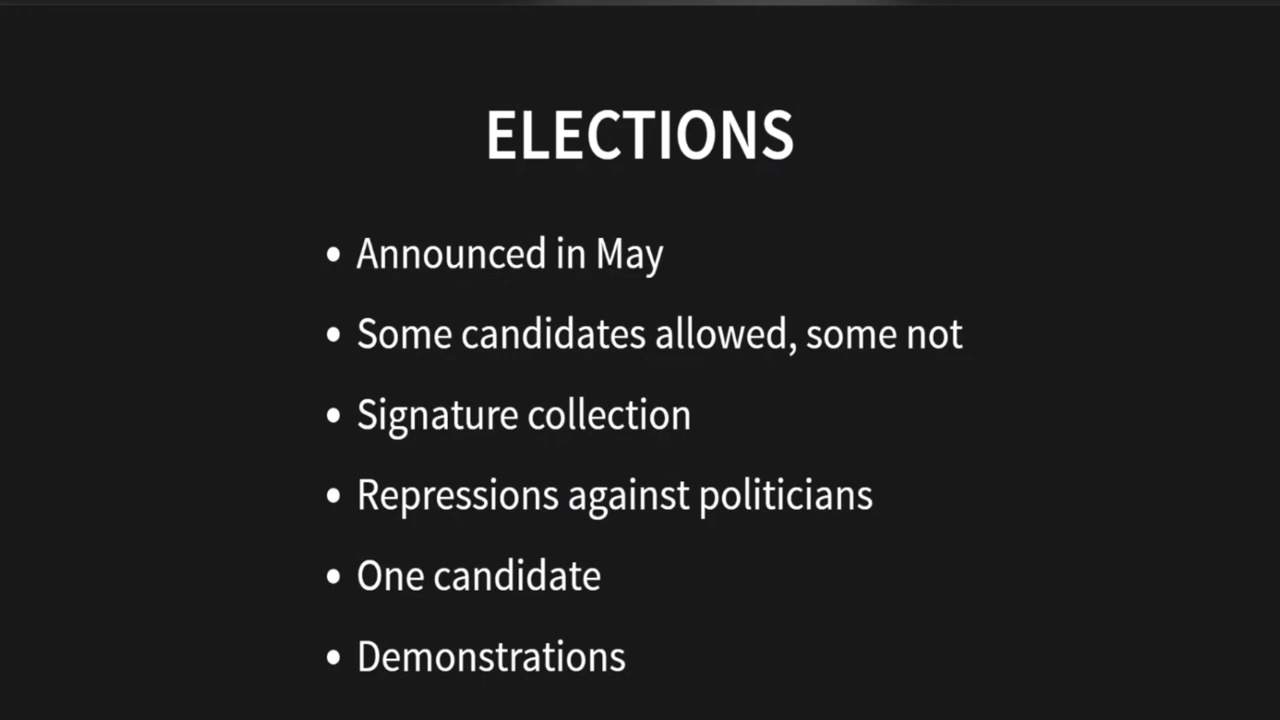 ELECTIONS
• Announced in May
• Some candidates allowed, some not
• Signature collection
• Repressions against politicians
• One candidate
• Demonstrations